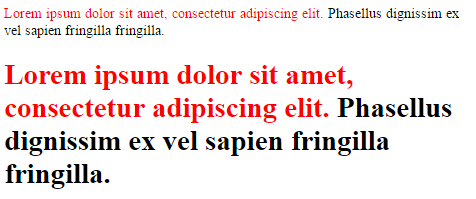 Lorem ipsum dolor sit amet, consectetur adipiscing elit. Phasellus dignissim ex
vel sapien fringilla fringilla.
Lorem ipsum dolor sit amet,
consectetur adipiscing elit. Phasellus
dignissim ex vel sapien fringilla
fringilla.